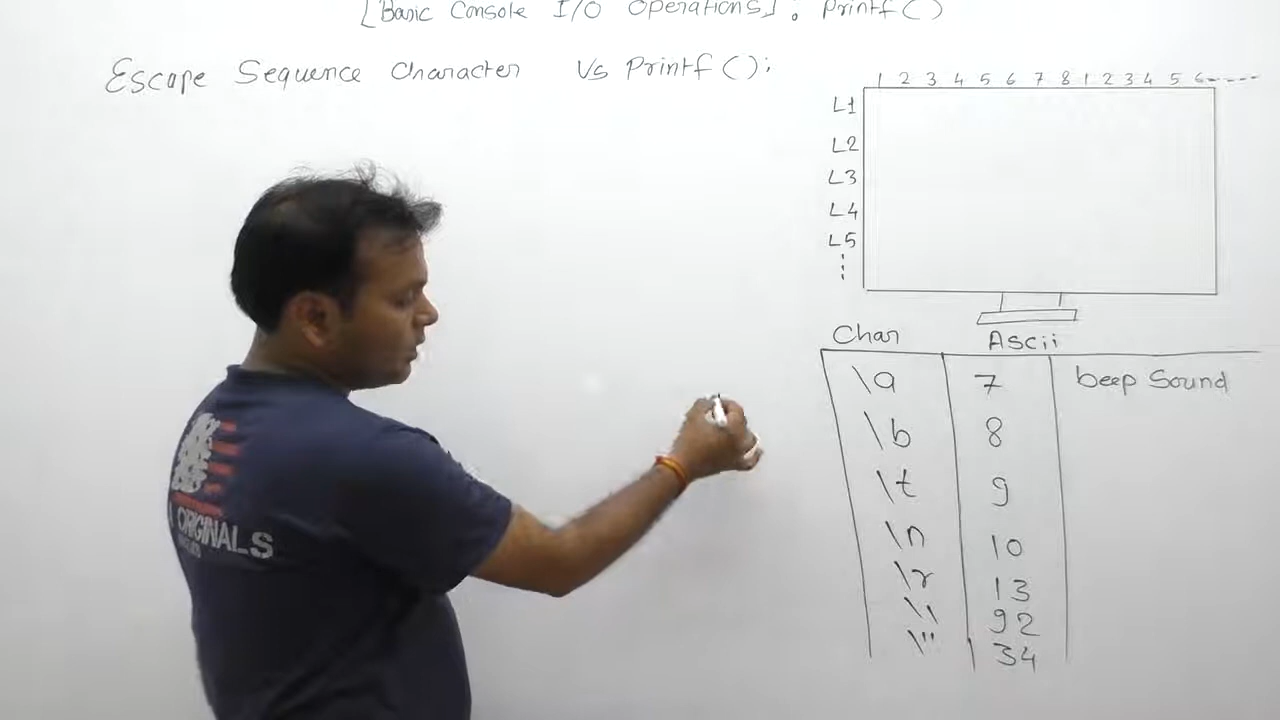 [Basic Console I/O Operations]: Printf()
Escape Sequence Character Vs Printf():
1 2 3 4 5 6 7 8 1 2 3 4 5 6-----
L1
L2
L3
L4
L5
Char Ascii
\a 7 beep Sound
\b 8
\t 9
\n 10
\r 13
\\ 92
\" 34
ORIGINALS